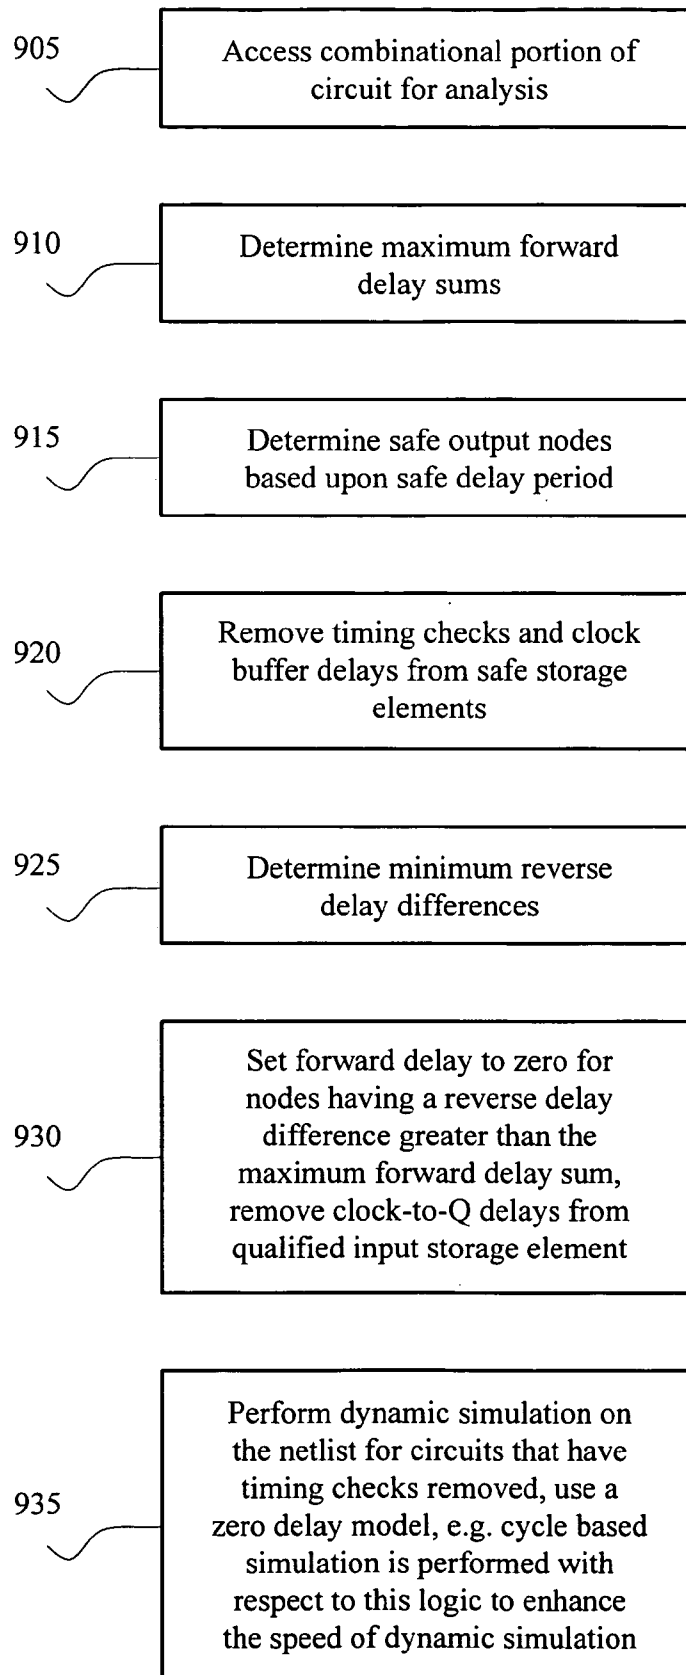 905
Access combinational portion of
circuit for analysis
910
Determine maximum forward
delay sums
915
Determine safe output nodes
based upon safe delay period
920
Remove timing checks and clock
buffer delays from safe storage
elements
925
Determine minimum reverse
delay differences
930
Set forward delay to zero for
nodes having a reverse delay
difference greater than the
maximum forward delay sum,
remove clock-to-Q delays from
qualified input storage element
935
Perform dynamic simulation on
the netlist for circuits that have
timing checks removed, use a
zero delay model, e.g. cycle based
simulation is performed with
respect to this logic to enhance
the speed of dynamic simulation